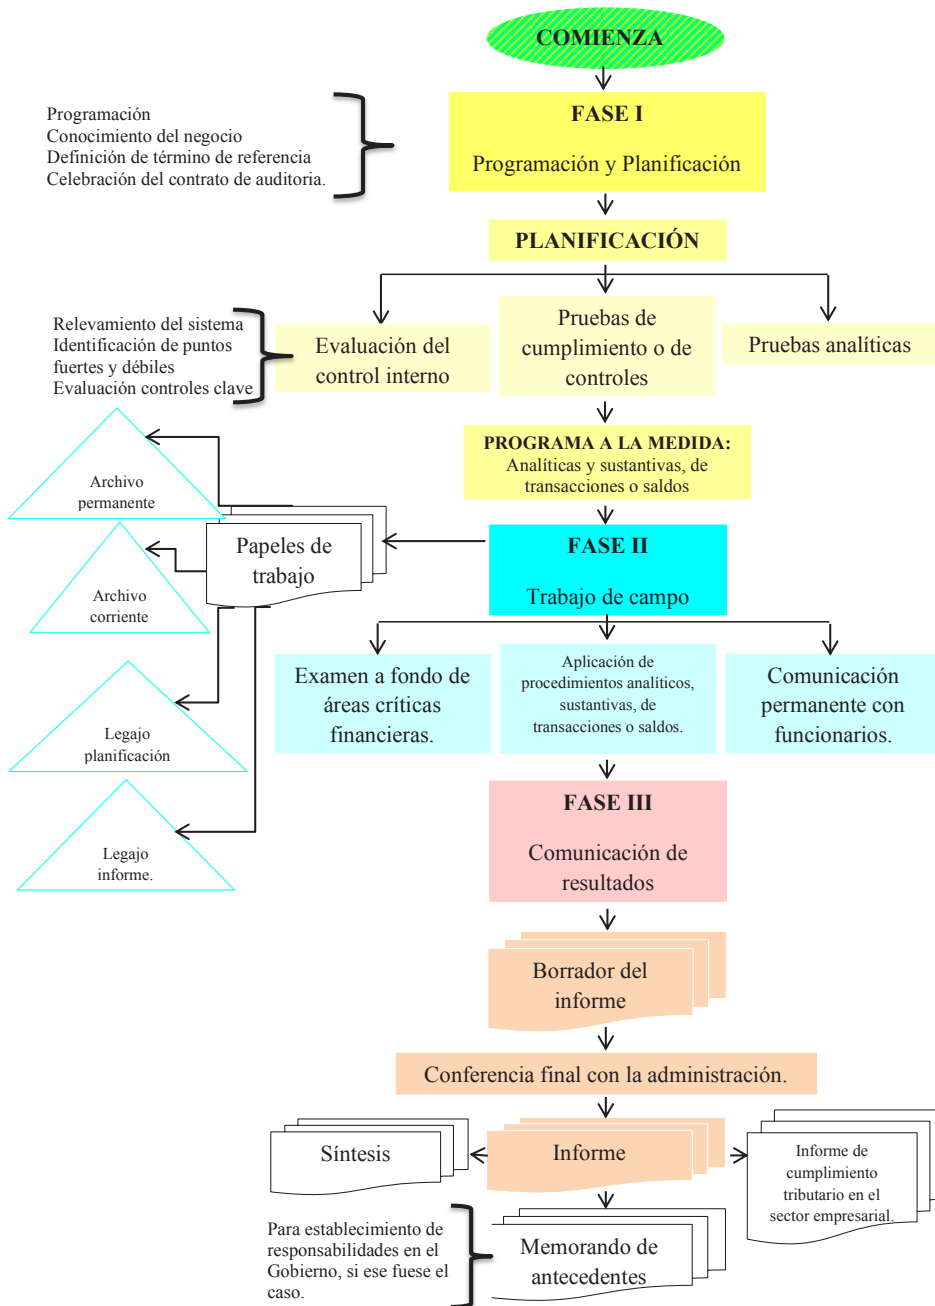 COMIENZA
Programación
Conocimiento del negocio
Definición de término de referencia
Celebración del contrato de auditoria.
FASE I
Programación y Planificación
PLANIFICACIÓN
Relevamiento del sistema
Identificación de puntos
fuertes y débiles
Evaluación controles clave
Evaluación del
control interno
Pruebas de
cumplimiento o de
controles
Pruebas analíticas
PROGRAMA A LA MEDIDA:
Analíticas y sustantivas, de
transacciones o saldos
Archivo
permanente
Papeles de
trabajo
FASE II
Trabajo de campo
Archivo
corriente
Legajo
planificación
Legajo
informe.
Examen a fondo de
áreas críticas
financieras.
Aplicación de
procedimientos analíticos,
sustantivas, de
transacciones o saldos.
Comunicación
permanente con
funcionarios.
FASE III
Comunicación de
resultados
Borrador del
informe
Conferencia final con la administración.
Síntesis
Informe
Informe de
cumplimiento
tributario en el
sector empresarial.
Para establecimiento de
responsabilidades en el
Gobierno, si ese fuese el
caso.
Memorando de
antecedentes